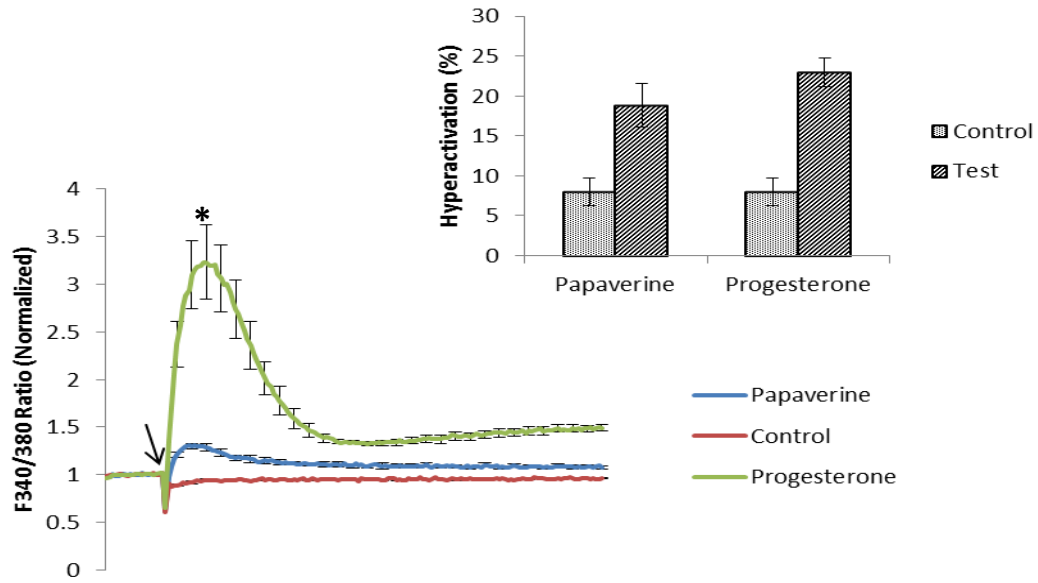 Hyperactivation (%)
30
25
20
15
10
5
0
Papaverine Progesterone
Control
Test
F340/380 Ratio (Normalized)
4
3.5
3
2.5
2
1.5
1
0.5
0
*
Papaverine
Control
Progesterone